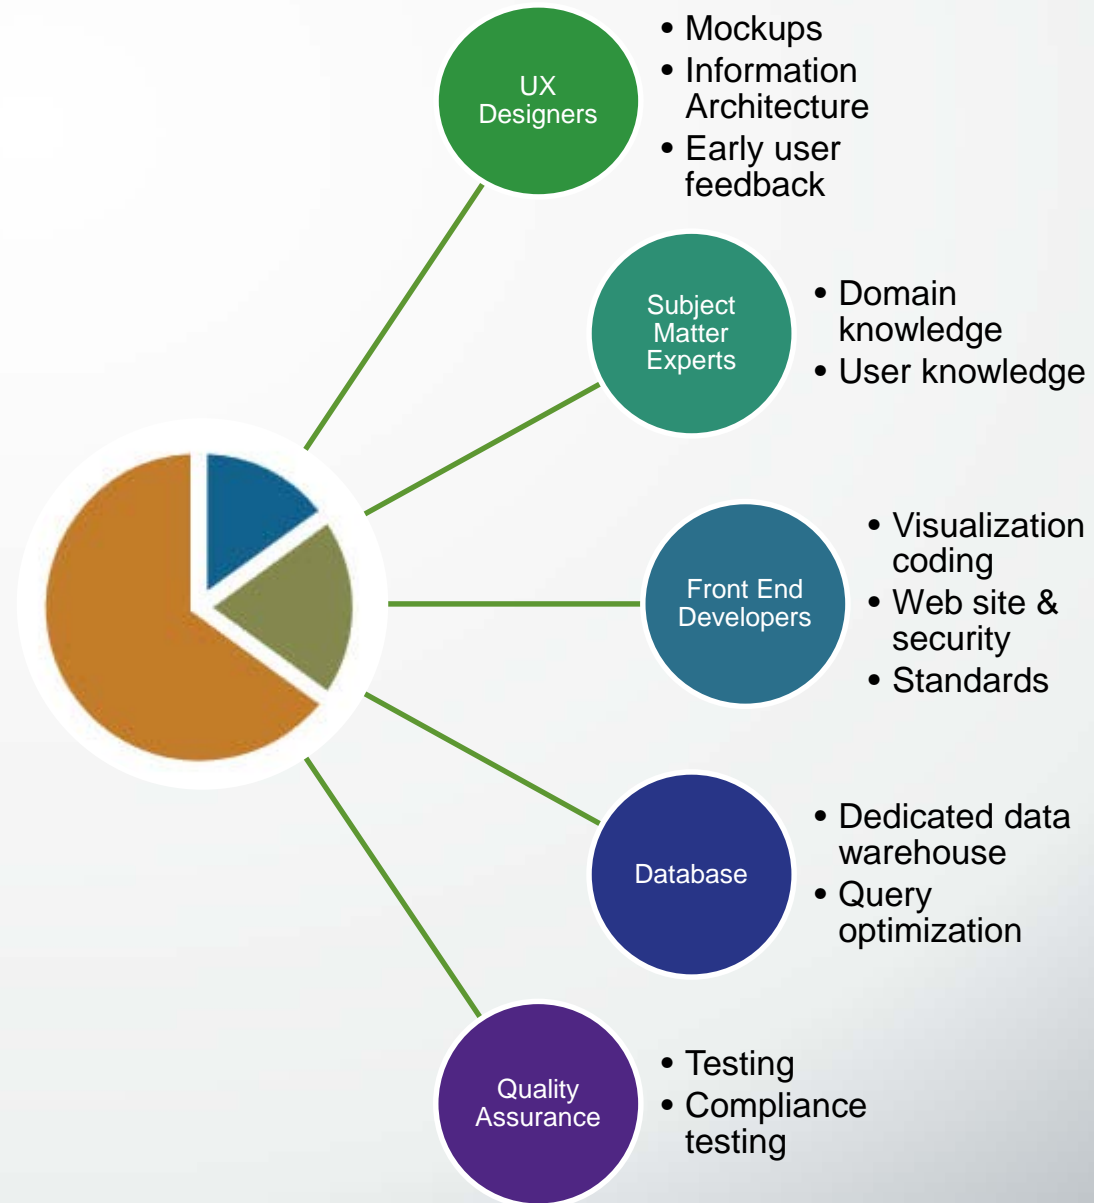 UX
Designers
• Mockups
• Information
Architecture
• Early user
feedback
Subject
Matter
Experts
• Domain
knowledge
• User knowledge
Front End
Developers
• Visualization
coding
• Web site &
security
• Standards
Database
• Dedicated data
warehouse
• Query
optimization
Quality
Assurance
• Testing
• Compliance
testing